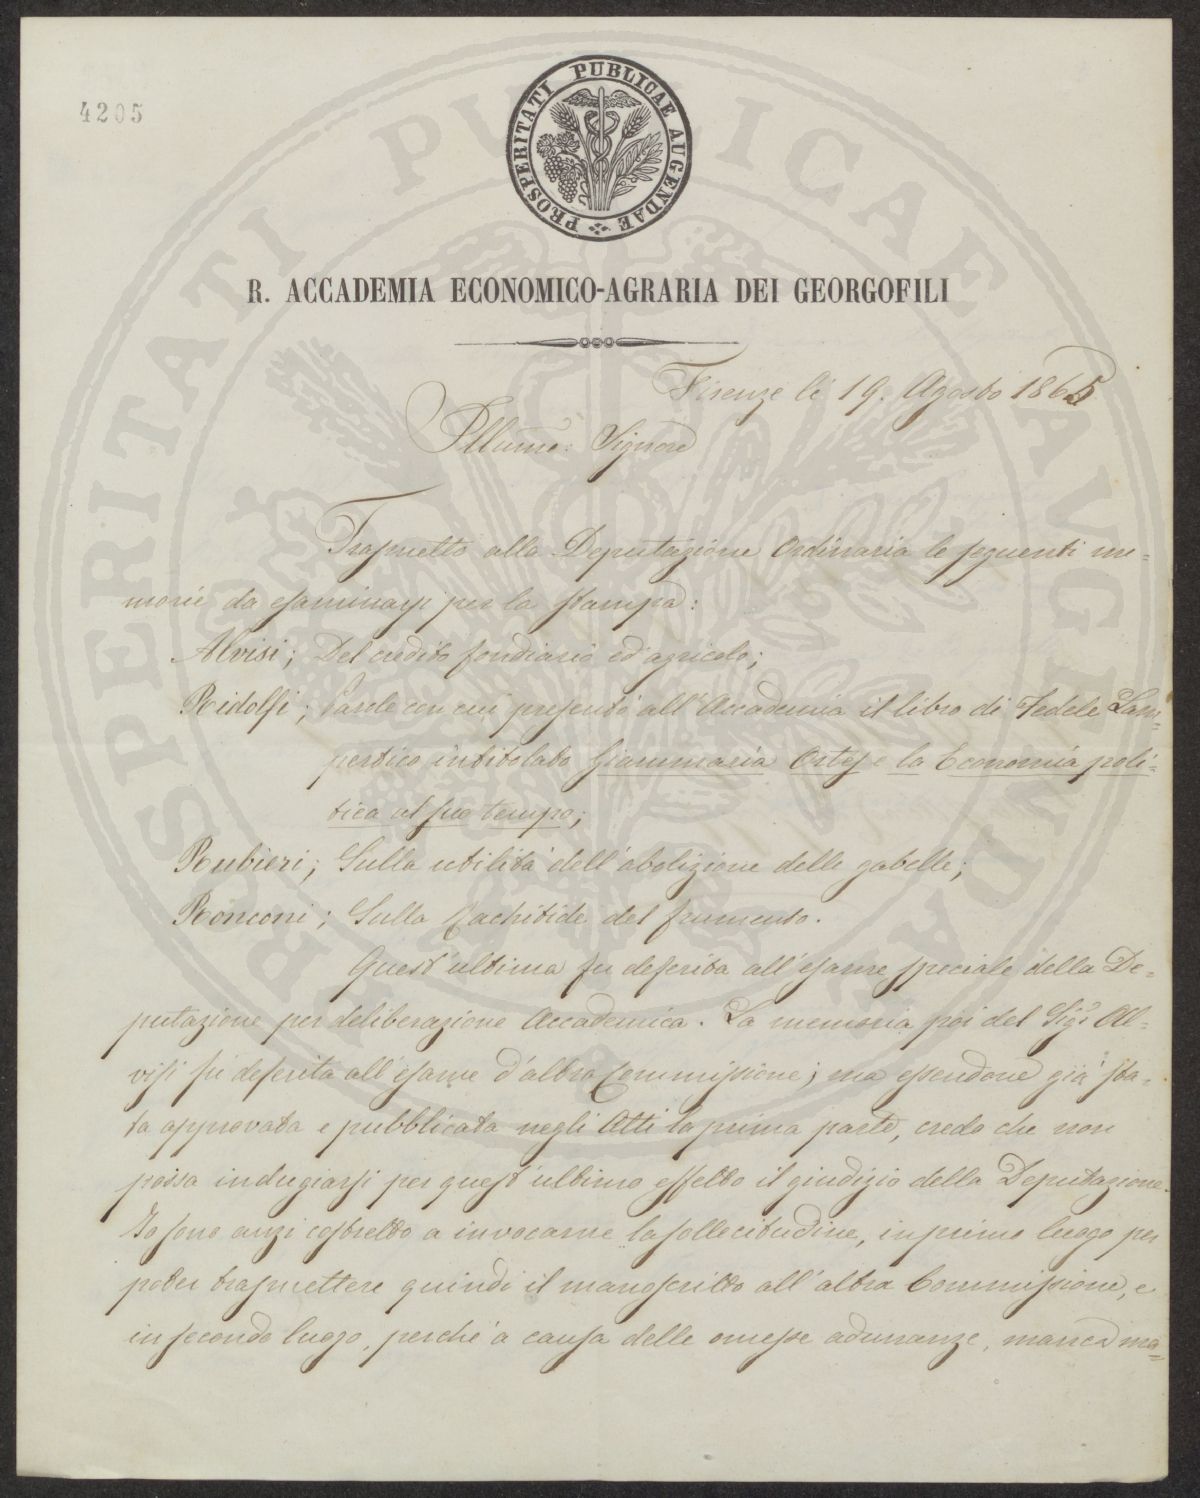 4205
PROSPERITATI PUBLICAE AUGENDAE
R. ACCADEMIA ECONOMICO-AGRARIA DEI GEORGOFILI
Firenze li 19. Agosto 1865
Illumo: Signore
Trasmetto alla Deputazione Ordinaria le seguenti me=
morie da esaminarsi per la stampa:
Alvisi; Del credito fondiario ed agricolo;
Ridolfi; Parole con cui presentò all'Accademia il libro di Fedele Lam=
pertico intitolato Giammaria Ortes e la Economia poli=
tica al suo tempo;
Rubieri; Sulla utilità dell'abolizione delle gabelle;
Ronconi; Sulla Rachitide del frumento.
Quest'ultima fu deferita all'esame speciale della De=
putazione per deliberazione Accademica. La memoria poi del Sigr Al=
visi fu deferita all'esame d'altra Commissione; ma essendone già sta=
ta approvata e pubblicata negli Atti la prima parte, credo che non
possa indugiarsi per quest'ultimo effetto il giudizio della Deputazione.
Io sono anzi costretto a invocarne la sollecitudine, in primo luogo per
poter trasmettere quindi il manoscritto all'altra Commissione, e
in secondo luogo, perché a causa delle omesse adunanze, manca ma=